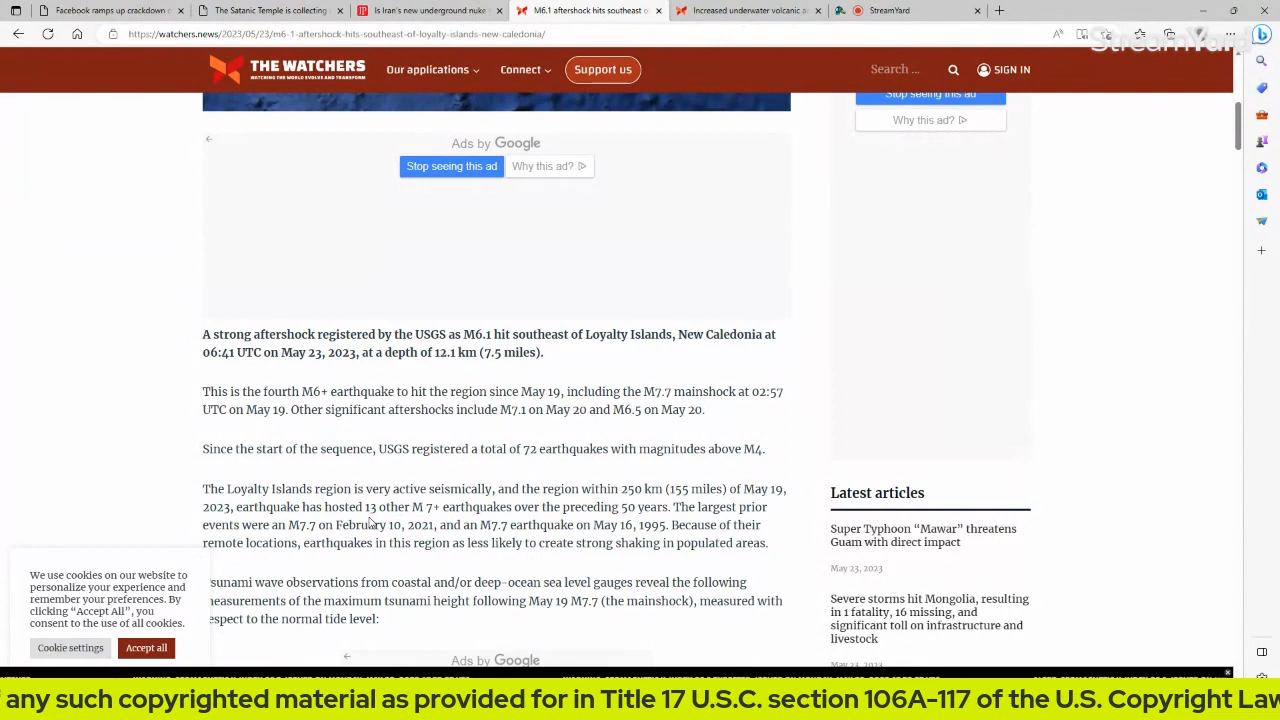 Facebook ramps up crackdown
The Satanic Temple is collecting
Is Iran's new underground nuke
M6.1 aftershock hits southeast of
Increased underwater volcanic a
StreamYard
https://watchers.news/2023/05/23/m6-1-aftershock-hits-southeast-of-loyalty-islands-new-caledonia/
StreamYard
THE WATCHERS
WATCHING THE WORLD EVOLVE AND TRANSFORM
Our applications
Connect
Support us
Search ...
SIGN IN
Stop seeing this ad
Why this ad?
Ads by Google
Stop seeing this ad
Why this ad?
A strong aftershock registered by the USGS as M6.1 hit southeast of Loyalty Islands, New Caledonia at
06:41 UTC on May 23, 2023, at a depth of 12.1 km (7.5 miles).
This is the fourth M6+ earthquake to hit the region since May 19, including the M7.7 mainshock at 02:57
UTC on May 19. Other significant aftershocks include M7.1 on May 20 and M6.5 on May 20.
Since the start of the sequence, USGS registered a total of 72 earthquakes with magnitudes above M4.
The Loyalty Islands region is very active seismically, and the region within 250 km (155 miles) of May 19,
2023, earthquake has hosted 13 other M 7+ earthquakes over the preceding 50 years. The largest prior
events were an M7.7 on February 10, 2021, and an M7.7 earthquake on May 16, 1995. Because of their
remote locations, earthquakes in this region as less likely to create strong shaking in populated areas.
Tsunami wave observations from coastal and/or deep-ocean sea level gauges reveal the following
measurements of the maximum tsunami height following May 19 M7.7 (the mainshock), measured with
respect to the normal tide level:
Ads by Google
Latest articles
Super Typhoon “Mawar” threatens
Guam with direct impact
May 23, 2023
Severe storms hit Mongolia, resulting
in 1 fatality, 16 missing, and
significant toll on infrastructure and
livestock
May 23, 2023
We use cookies on our website to
personalize your experience and
remember your preferences. By
clicking “Accept All”, you
consent to the use of all cookies.
Cookie settings
Accept all
any such copyrighted material as provided for in Title 17 U.S.C. section 106A-117 of the U.S. Copyright Law